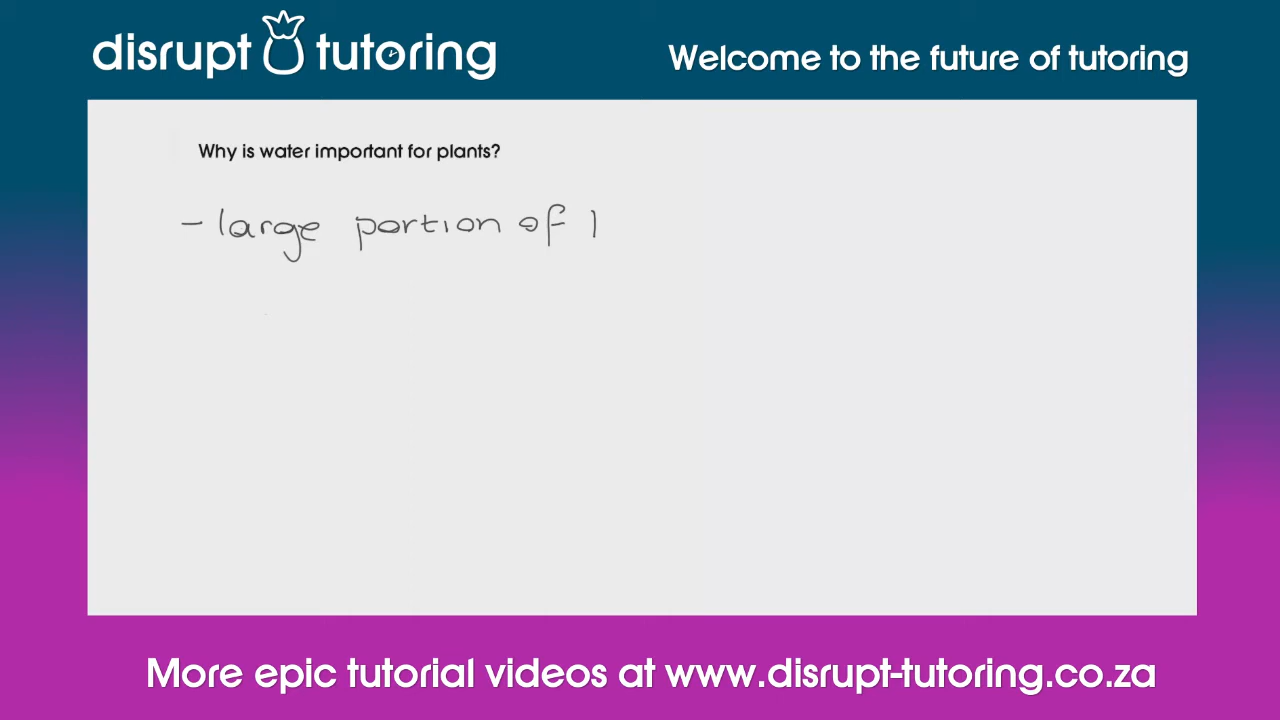 disrupt tutoring
Welcome to the future of tutoring
Why is water important for plants?
- large portion of
More epic tutorial videos at www.disrupt-tutoring.co.za